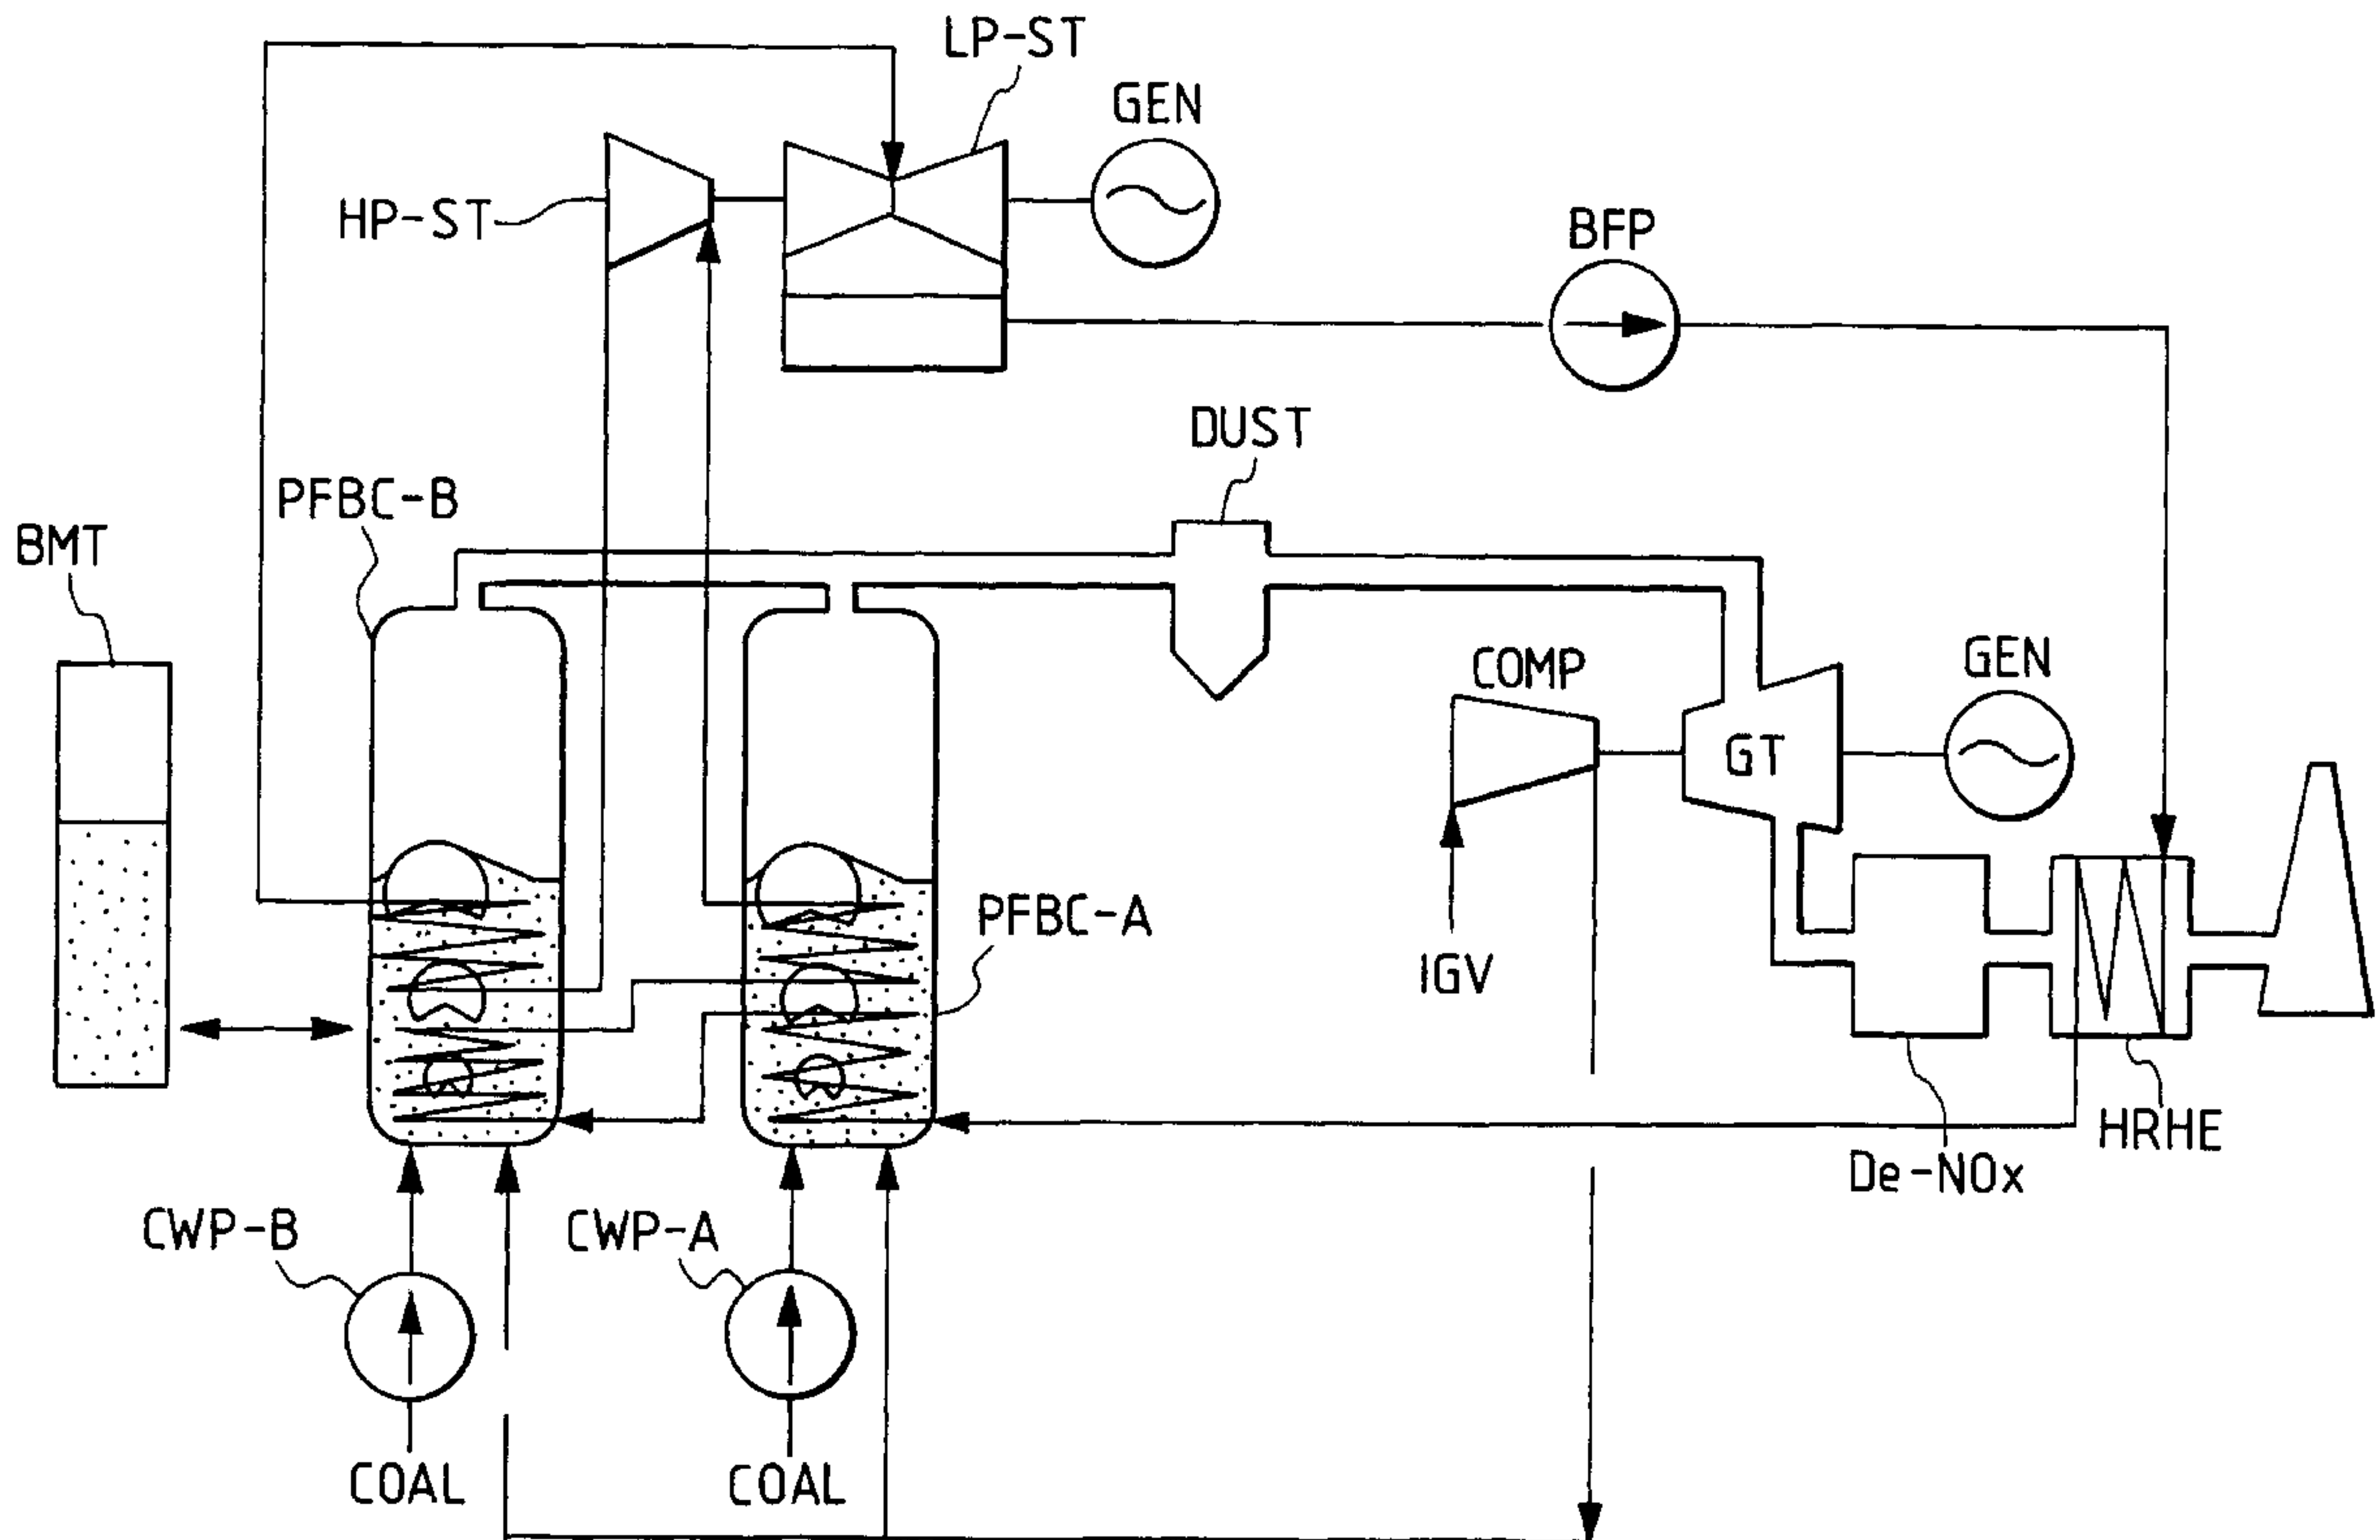 LP-ST
GEN
HP-ST
BFP
DUST
PFBC-B
BMT
COMP
GEN
GT
PFBC-A
IGV
HRHE
De-NOx
CWP-B
CWP-A
COAL
COAL